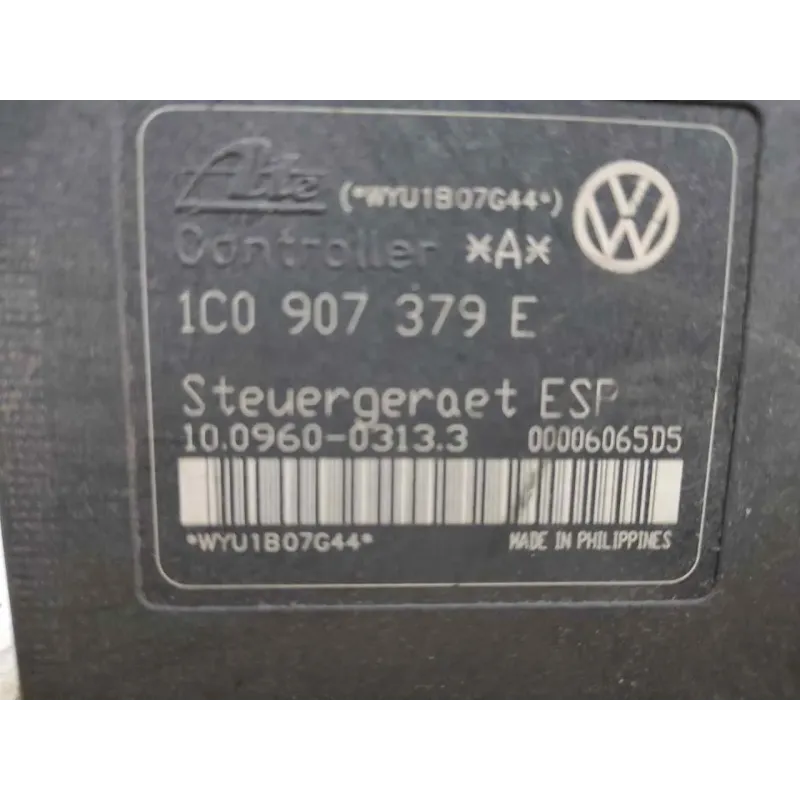 Ate (*WYU1B07G44*)
Controller *A*
1C0 907 379 E
Steuergeraet ESP
10.0960-0313.3 00006065D5
*WYU1B07G44* MADE IN PHILIPPINES